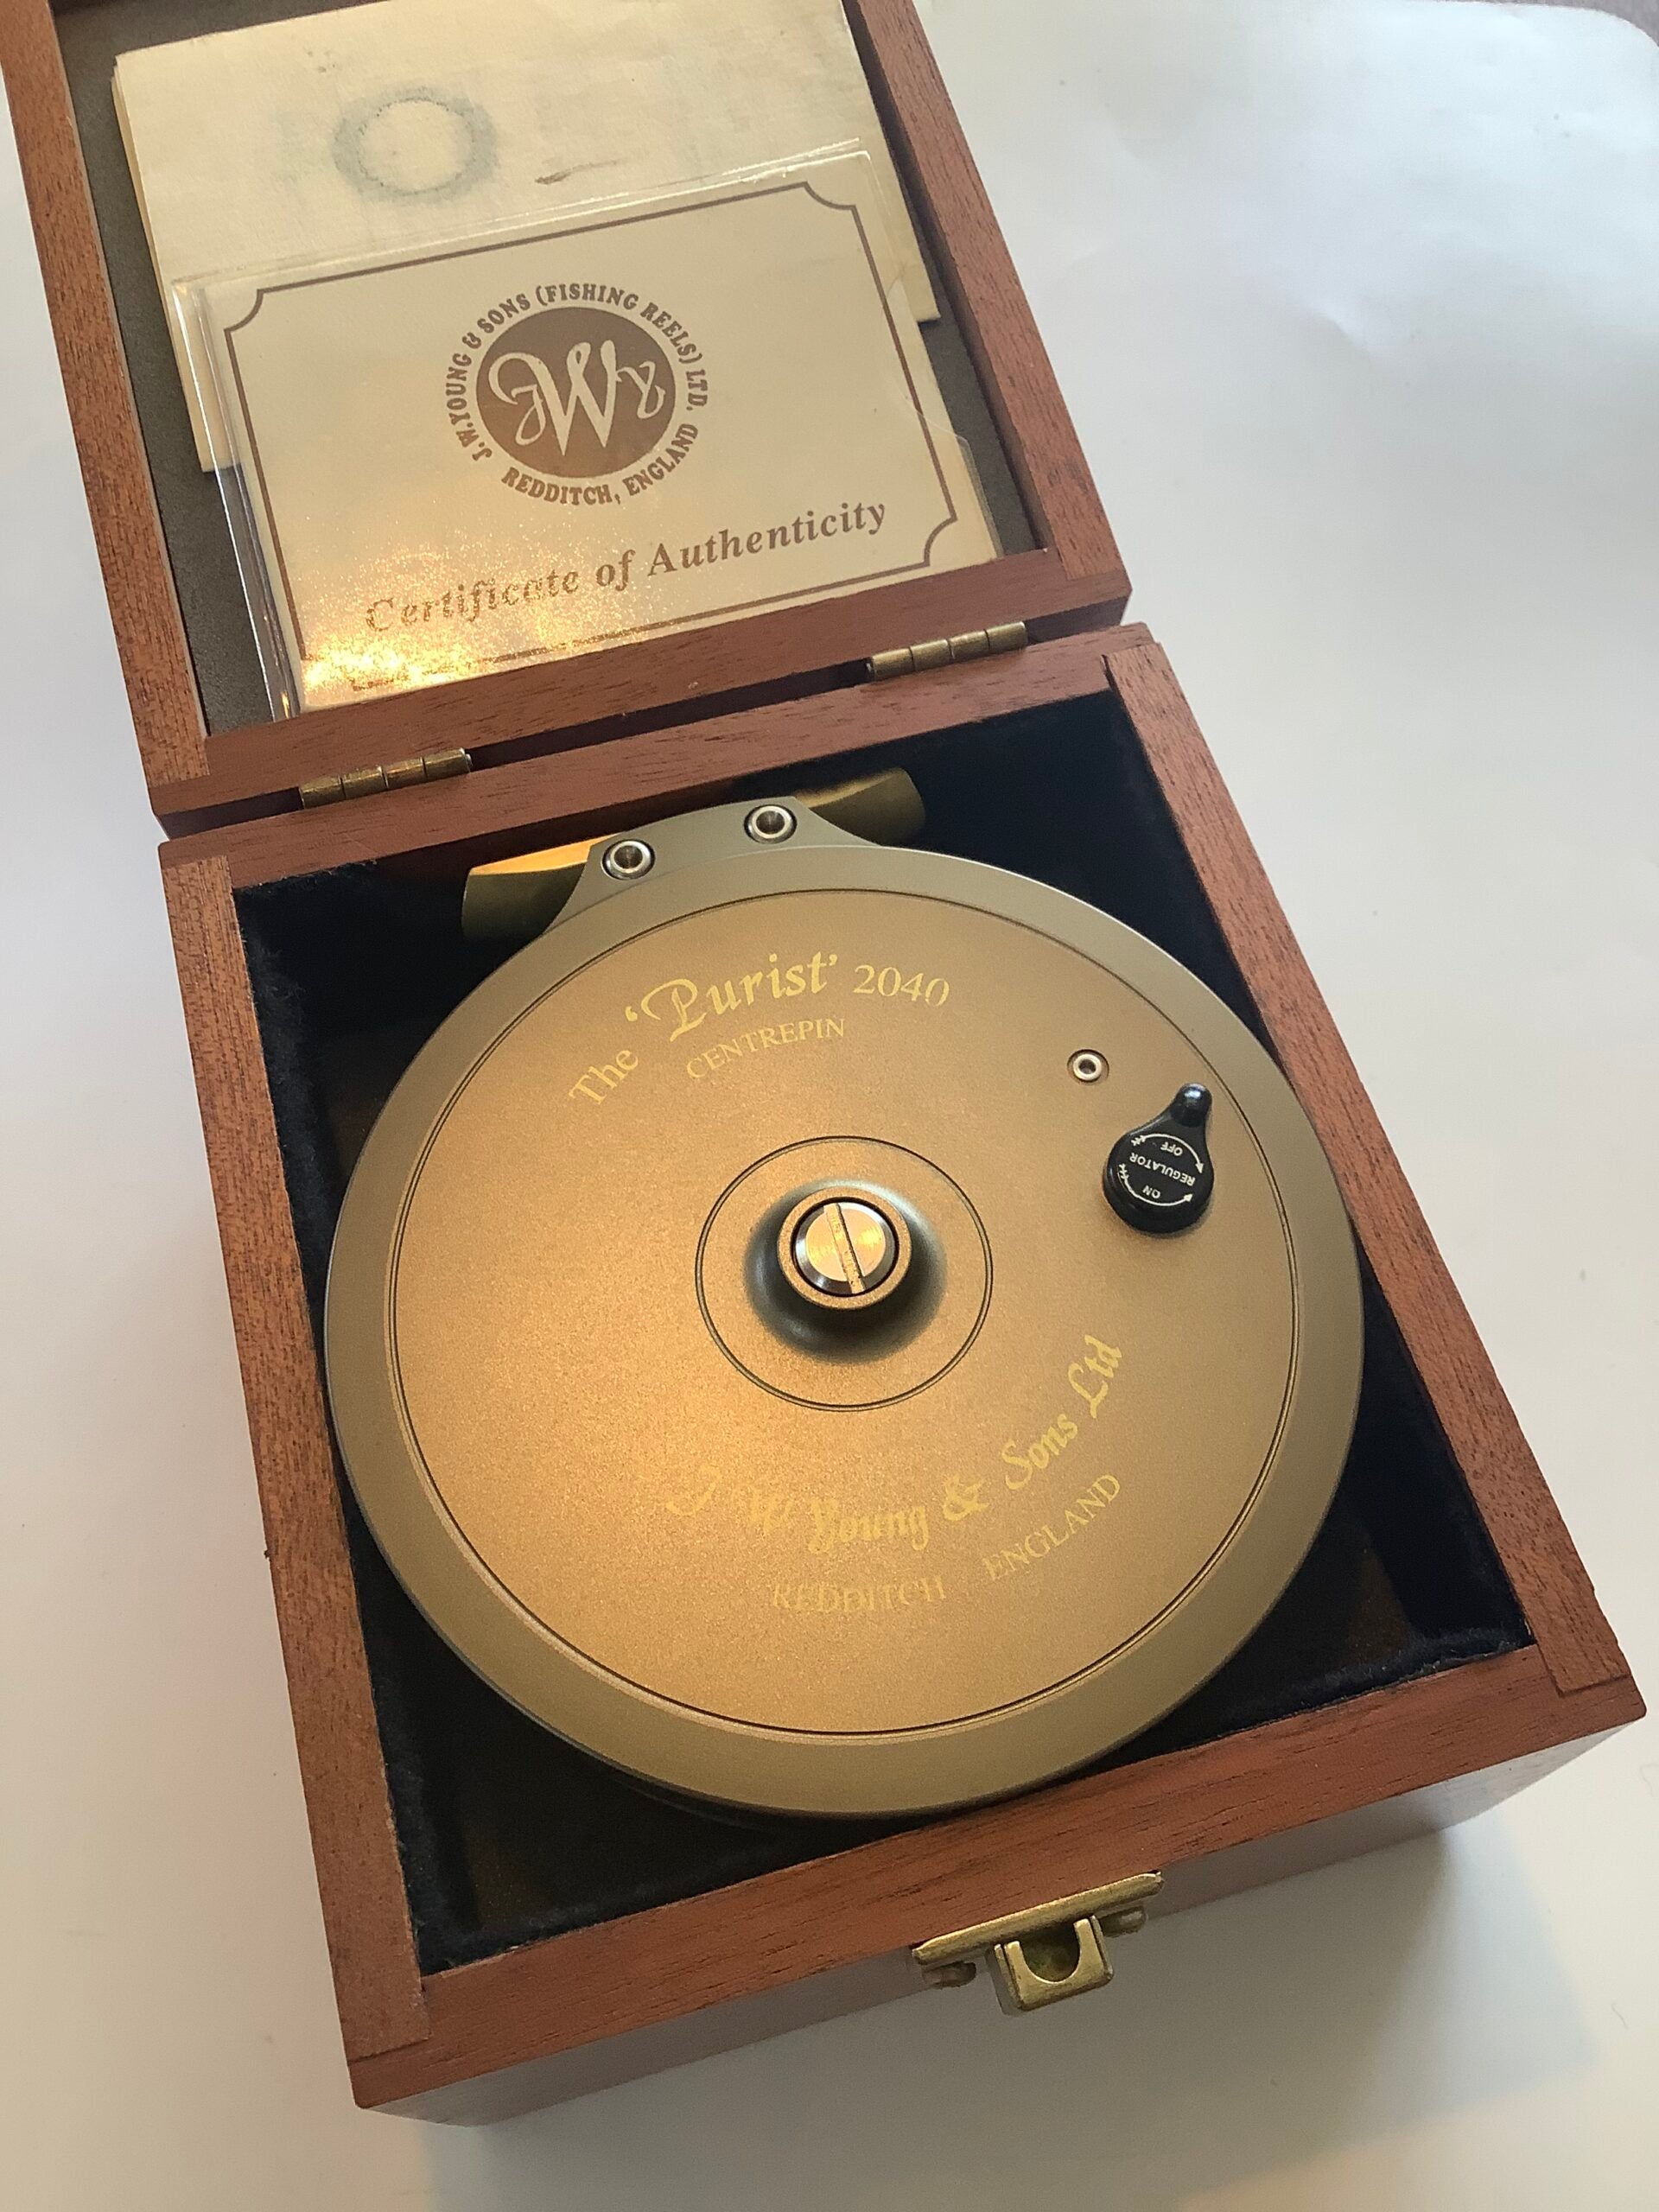 J.W.YOUNG & SONS (FISHING REELS) LTD.
REDDITCH, ENGLAND
JWY
Certificate of Authenticity
The 'Purist' 2040
CENTREPIN
OFF
REGULATOR
ON
J W Young & Sons Ltd
REDDITCH ENGLAND